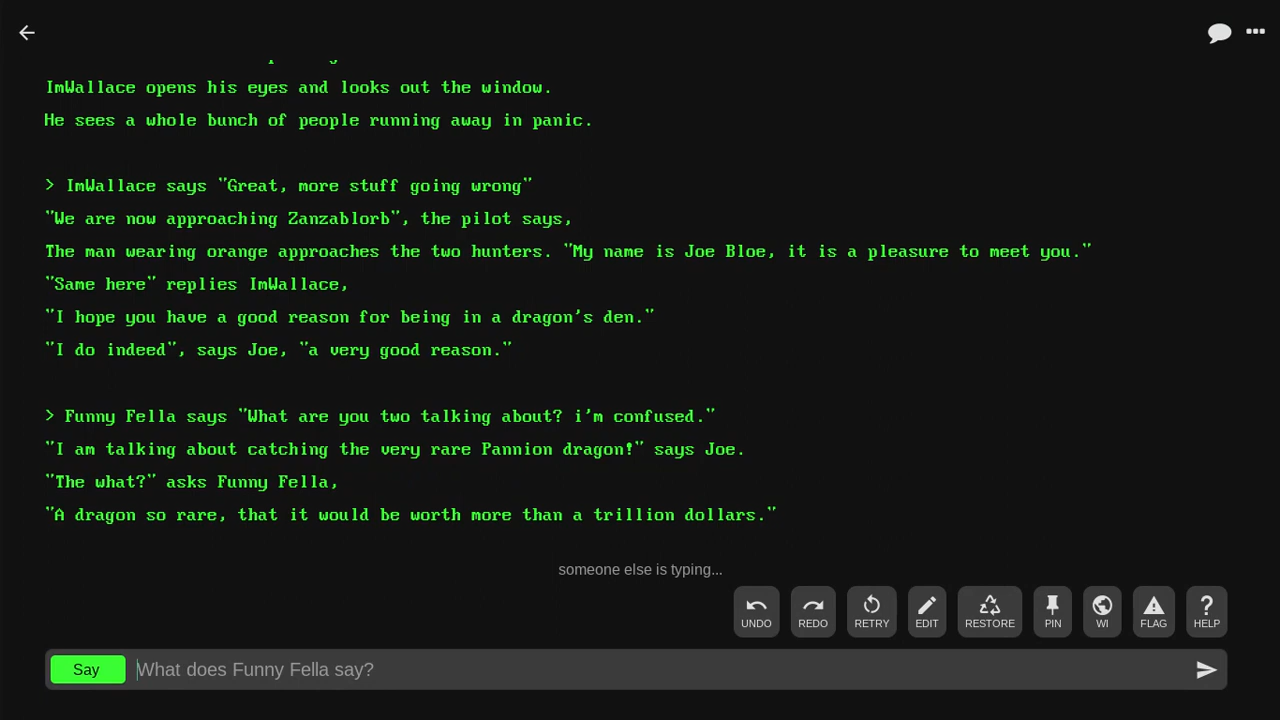 ImWallace opens his eyes and looks out the window.
He sees a whole bunch of people running away in panic.
> ImWallace says "Great, more stuff going wrong"
"We are now approaching Zanzablorb", the pilot says,
The man wearing orange approaches the two hunters. "My name is Joe Bloe, it is a pleasure to meet you."
"Same here" replies ImWallace,
"I hope you have a good reason for being in a dragon's den."
"I do indeed", says Joe, "a very good reason."
> Funny Fella says "What are you two talking about? i'm confused."
"I am talking about catching the very rare Pannion dragon!" says Joe.
"The what?" asks Funny Fella,
"A dragon so rare, that it would be worth more than a trillion dollars."
someone else is typing...
UNDO REDO RETRY EDIT RESTORE PIN WI FLAG HELP
Say What does Funny Fella say?